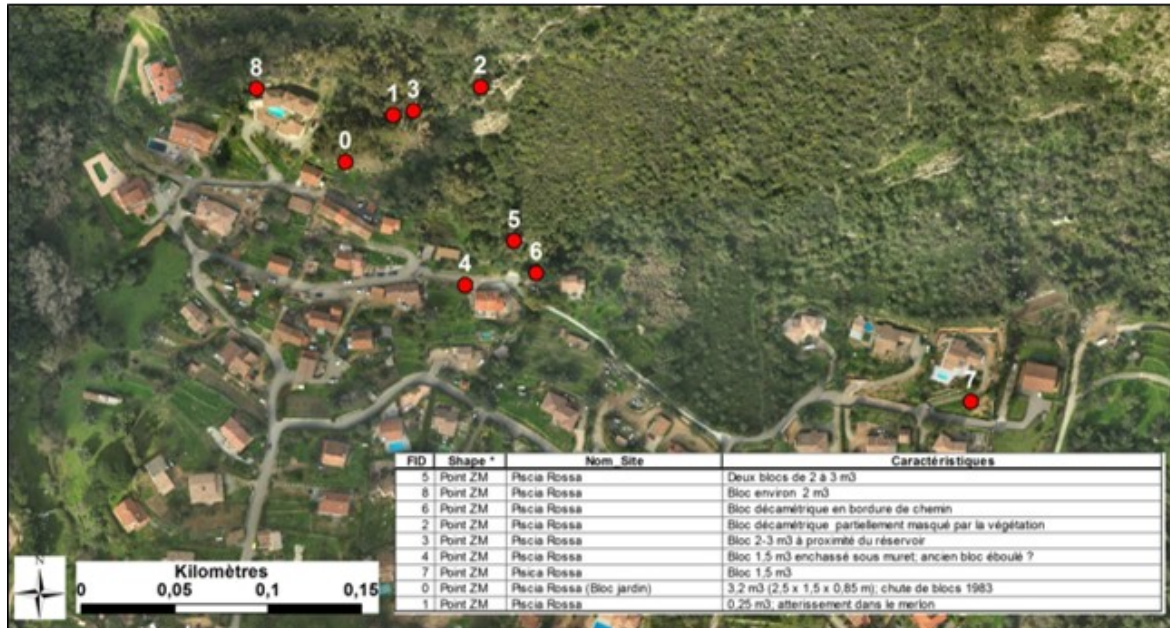 8
2
1 3
0
5
6
4
7
FID Shape * Nom_Site Caractéristiques
5 Point ZM Piscia Rossa Deux blocs de 2 à 3 m3
8 Point ZM Piscia Rossa Bloc environ 2 m3
6 Point ZM Piscia Rossa Bloc décamétrique en bordure de chemin
2 Point ZM Piscia Rossa Bloc décamétrique partiellement masqué par la végétation
3 Point ZM Piscia Rossa Bloc 2-3 m3 à proximité du réservoir
4 Point ZM Piscia Rossa Bloc 1,5 m3 enchassé sous muret; ancien bloc éboulé ?
7 Point ZM Psicia Rossa Bloc 1,5 m3
0 Point ZM Piscia Rossa (Bloc jardin) 3,2 m3 (2,5 x 1,5 x 0,85 m); chute de blocs 1983
1 Point ZM Piscia Rossa 0,25 m3; atterissement dans le merlon
Kilomètres
0 0,05 0,1 0,15